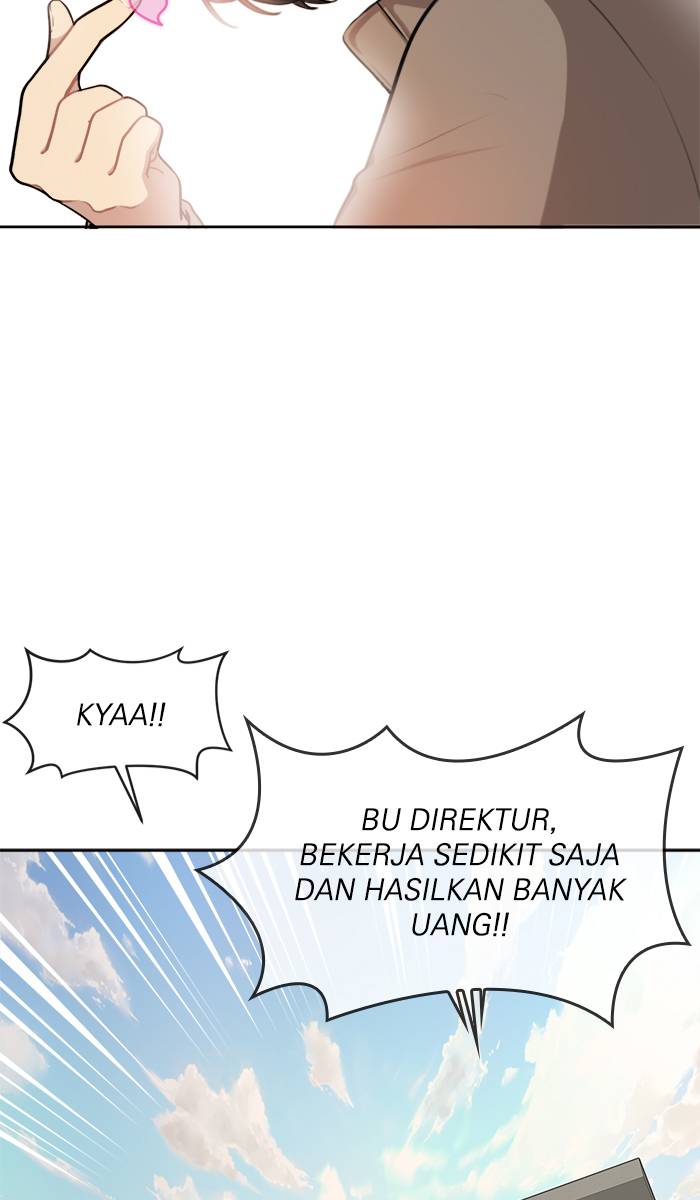 KYAA!!
BU DIREKTUR,
BEKERJA SEDIKIT SAJA
DAN HASILKAN BANYAK
UANG!!